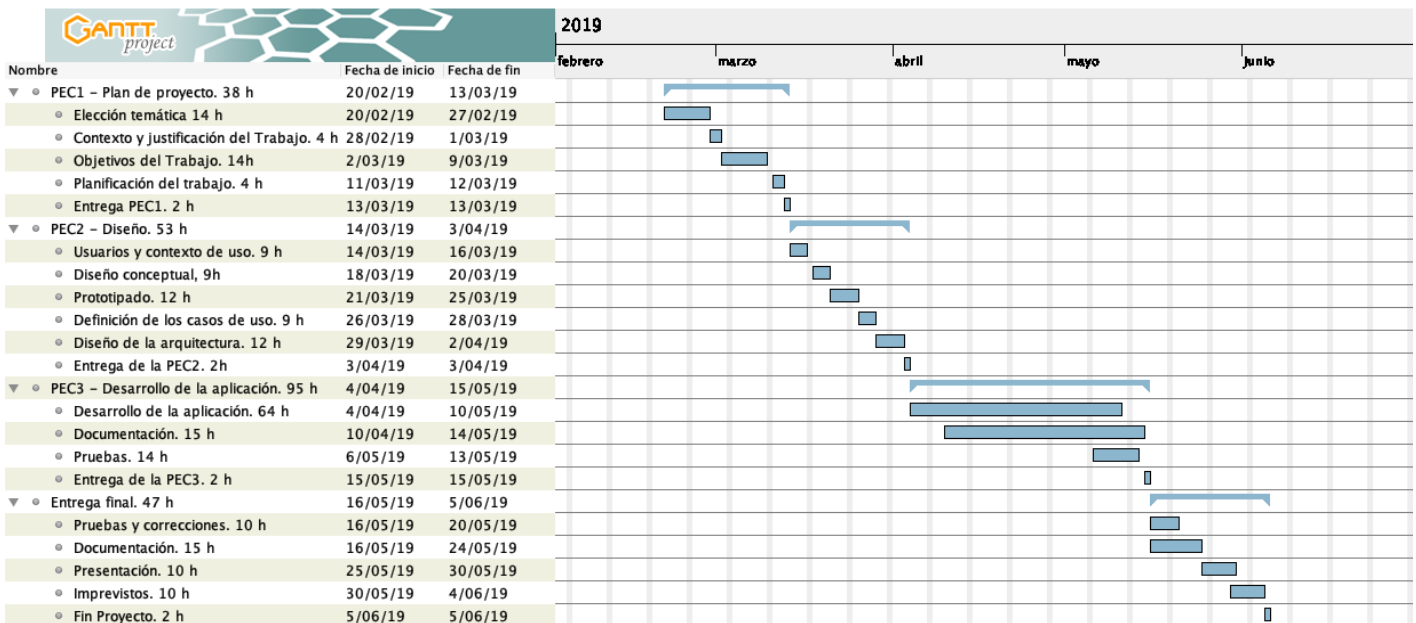 GANTT
project
2019
febrero marzo abril mayo junio
Nombre Fecha de inicio Fecha de fin
PEC1 – Plan de proyecto. 38 h 20/02/19 13/03/19
Elección temática 14 h 20/02/19 27/02/19
Contexto y justificación del Trabajo. 4 h 28/02/19 1/03/19
Objetivos del Trabajo. 14h 2/03/19 9/03/19
Planificación del trabajo. 4 h 11/03/19 12/03/19
Entrega PEC1. 2 h 13/03/19 13/03/19
PEC2 – Diseño. 53 h 14/03/19 3/04/19
Usuarios y contexto de uso. 9 h 14/03/19 16/03/19
Diseño conceptual, 9h 18/03/19 20/03/19
Prototipado. 12 h 21/03/19 25/03/19
Definición de los casos de uso. 9 h 26/03/19 28/03/19
Diseño de la arquitectura. 12 h 29/03/19 2/04/19
Entrega de la PEC2. 2h 3/04/19 3/04/19
PEC3 – Desarrollo de la aplicación. 95 h 4/04/19 15/05/19
Desarrollo de la aplicación. 64 h 4/04/19 10/05/19
Documentación. 15 h 10/04/19 14/05/19
Pruebas. 14 h 6/05/19 13/05/19
Entrega de la PEC3. 2 h 15/05/19 15/05/19
Entrega final. 47 h 16/05/19 5/06/19
Pruebas y correcciones. 10 h 16/05/19 20/05/19
Documentación. 15 h 16/05/19 24/05/19
Presentación. 10 h 25/05/19 30/05/19
Imprevistos. 10 h 30/05/19 4/06/19
Fin Proyecto. 2 h 5/06/19 5/06/19